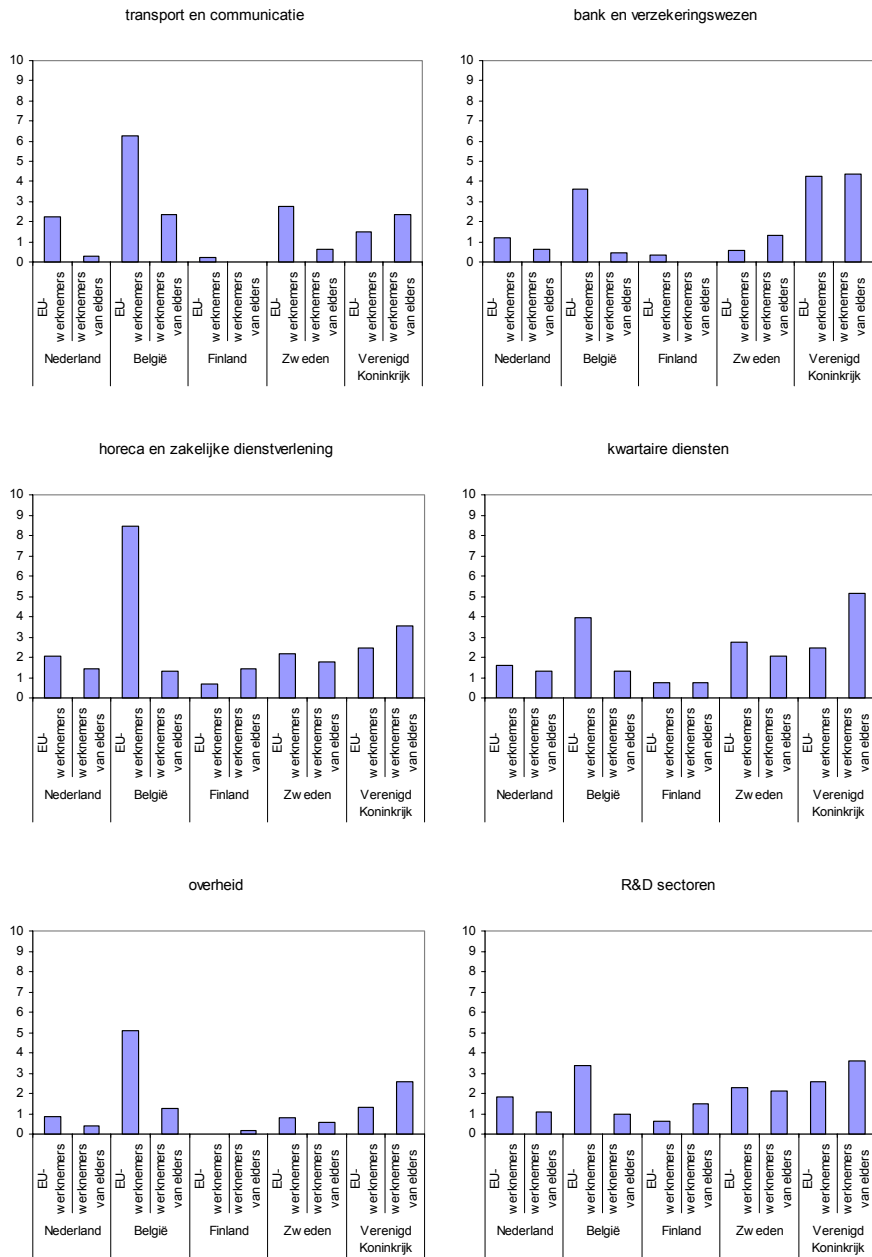 transport en communicatie
10
9
8
7
6
5
4
3
2
1
0
EU-
werknemers
werknemers
van elders
EU-
werknemers
werknemers
van elders
EU-
werknemers
werknemers
van elders
EU-
werknemers
werknemers
van elders
EU-
werknemers
werknemers
van elders
Nederland België Finland Zweden Verenigd
Koninkrijk
bank en verzekeringswezen
10
9
8
7
6
5
4
3
2
1
0
EU-
werknemers
werknemers
van elders
EU-
werknemers
werknemers
van elders
EU-
werknemers
werknemers
van elders
EU-
werknemers
werknemers
van elders
EU-
werknemers
werknemers
van elders
Nederland België Finland Zweden Verenigd
Koninkrijk
horeca en zakelijke dienstverlening
10
9
8
7
6
5
4
3
2
1
0
EU-
werknemers
werknemers
van elders
EU-
werknemers
werknemers
van elders
EU-
werknemers
werknemers
van elders
EU-
werknemers
werknemers
van elders
EU-
werknemers
werknemers
van elders
Nederland België Finland Zweden Verenigd
Koninkrijk
kwartaire diensten
10
9
8
7
6
5
4
3
2
1
0
EU-
werknemers
werknemers
van elders
EU-
werknemers
werknemers
van elders
EU-
werknemers
werknemers
van elders
EU-
werknemers
werknemers
van elders
EU-
werknemers
werknemers
van elders
Nederland België Finland Zweden Verenigd
Koninkrijk
overheid
10
9
8
7
6
5
4
3
2
1
0
EU-
werknemers
werknemers
van elders
EU-
werknemers
werknemers
van elders
EU-
werknemers
werknemers
van elders
EU-
werknemers
werknemers
van elders
EU-
werknemers
werknemers
van elders
Nederland België Finland Zweden Verenigd
Koninkrijk
R&D sectoren
10
9
8
7
6
5
4
3
2
1
0
EU-
werknemers
werknemers
van elders
EU-
werknemers
werknemers
van elders
EU-
werknemers
werknemers
van elders
EU-
werknemers
werknemers
van elders
EU-
werknemers
werknemers
van elders
Nederland België Finland Zweden Verenigd
Koninkrijk